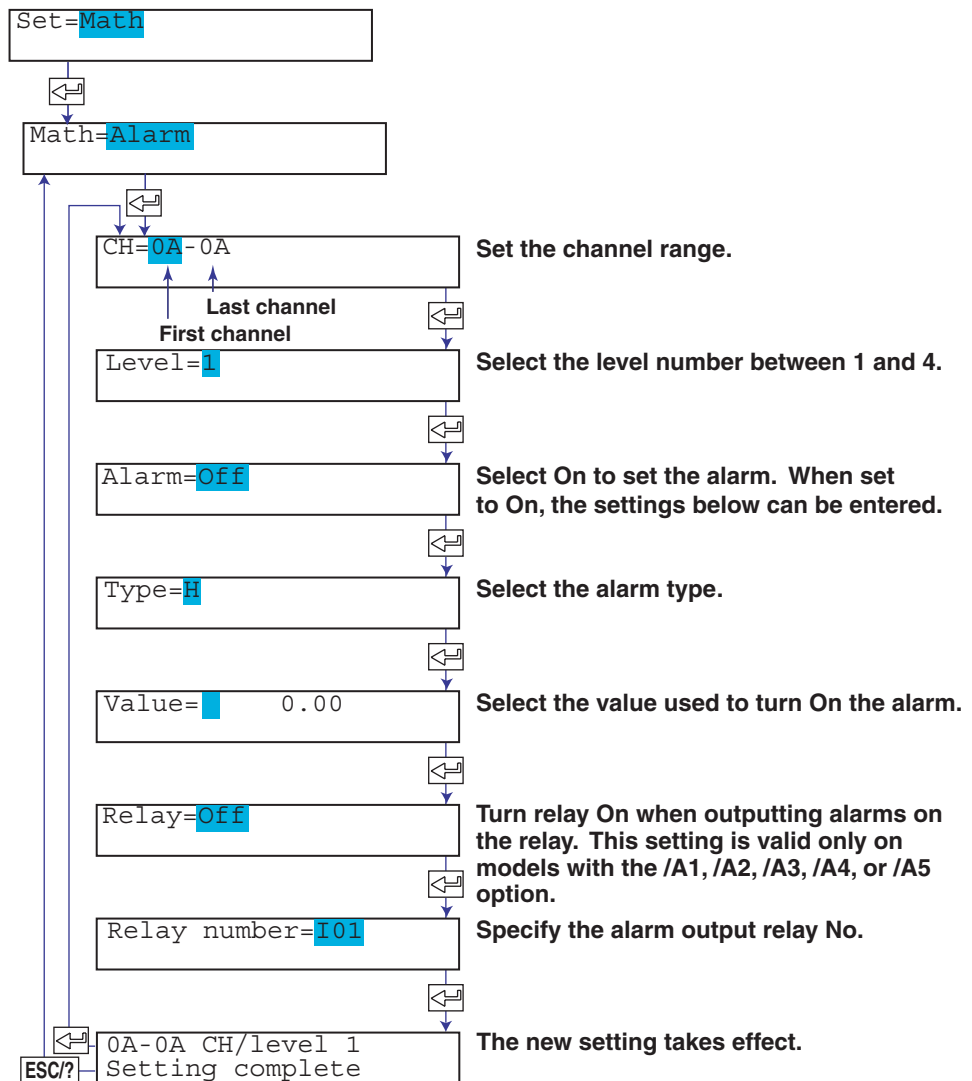 Set=Math
Math=Alarm
CH=0A-0A
Set the channel range.
Last channel
First channel
Level=1
Select the level number between 1 and 4.
Alarm=Off
Select On to set the alarm. When set
to On, the settings below can be entered.
Type=H
Select the alarm type.
Value= 0.00
Select the value used to turn On the alarm.
Relay=Off
Turn relay On when outputting alarms on
the relay. This setting is valid only on
models with the /A1, /A2, /A3, /A4, or /A5
option.
Relay number=I01
Specify the alarm output relay No.
0A-0A CH/level 1
Setting complete
The new setting takes effect.
ESC/?